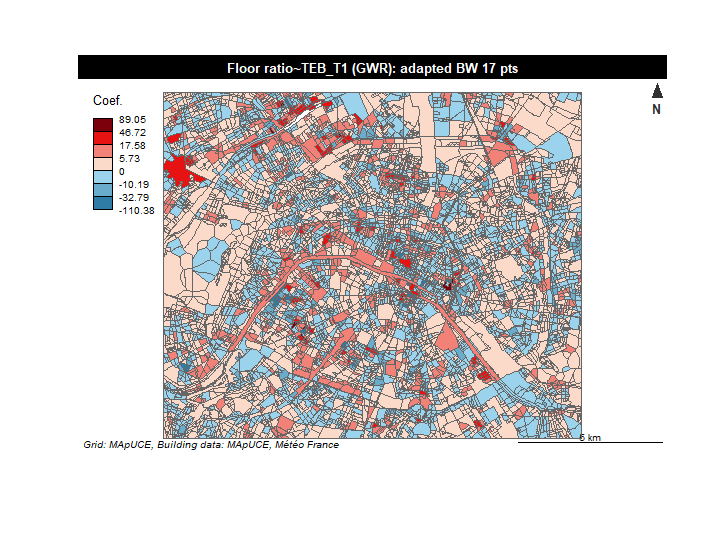 Floor ratio~TEB_T1 (GWR): adapted BW 17 pts
Coef.
N
89.05
46.72
17.58
5.73
0
-10.19
-32.79
-110.38
6 km
Grid: MApUCE, Building data: MApUCE, Météo France